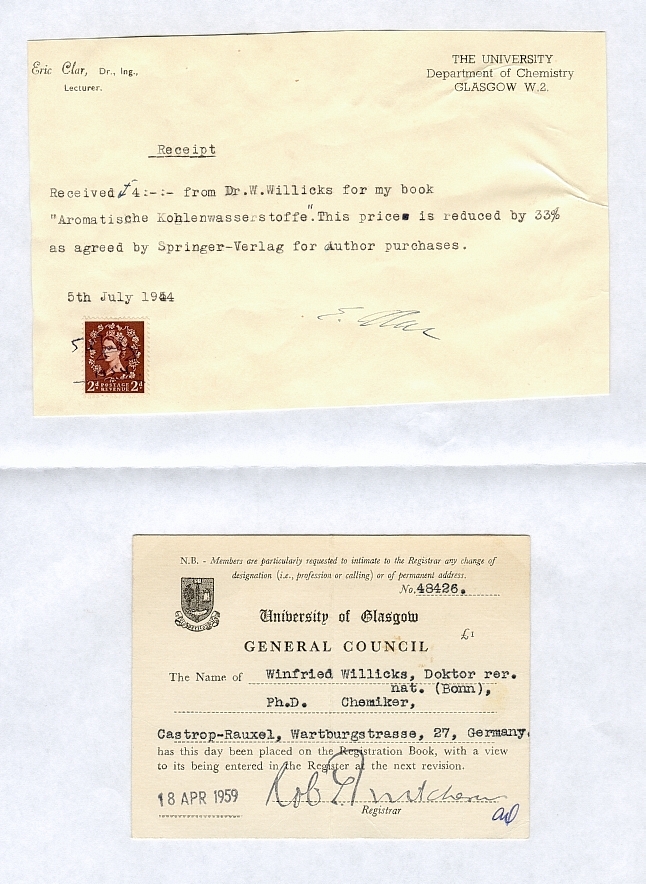 Eric Clar, Dr., Ing.,
Lecturer.
THE UNIVERSITY
Department of Chemistry
GLASGOW W.2.
Receipt
Received £4:-:- from Dr.W.Willicks for my book
"Aromatische Kohlenwasserstoffe".This price is reduced by 33%
as agreed by Springer-Verlag for Author purchases.
5th July 1954
E. Clar
2d POSTAGE REVENUE 2d
N.B. - Members are particularly requested to intimate to the Registrar any change of
designation (i.e., profession or calling) or of permanent address.
No. 48426.
University of Glasgow
£1
GENERAL COUNCIL
The Name of Winfried Willicks, Doktor rer.
nat. (Bonn),
Ph.D. Chemiker,
Castrop-Rauxel, Wartburgstrasse, 27, Germany.
has this day been placed on the Registration Book, with a view
to its being entered in the Register at the next revision.
18 APR 1959
Registrar